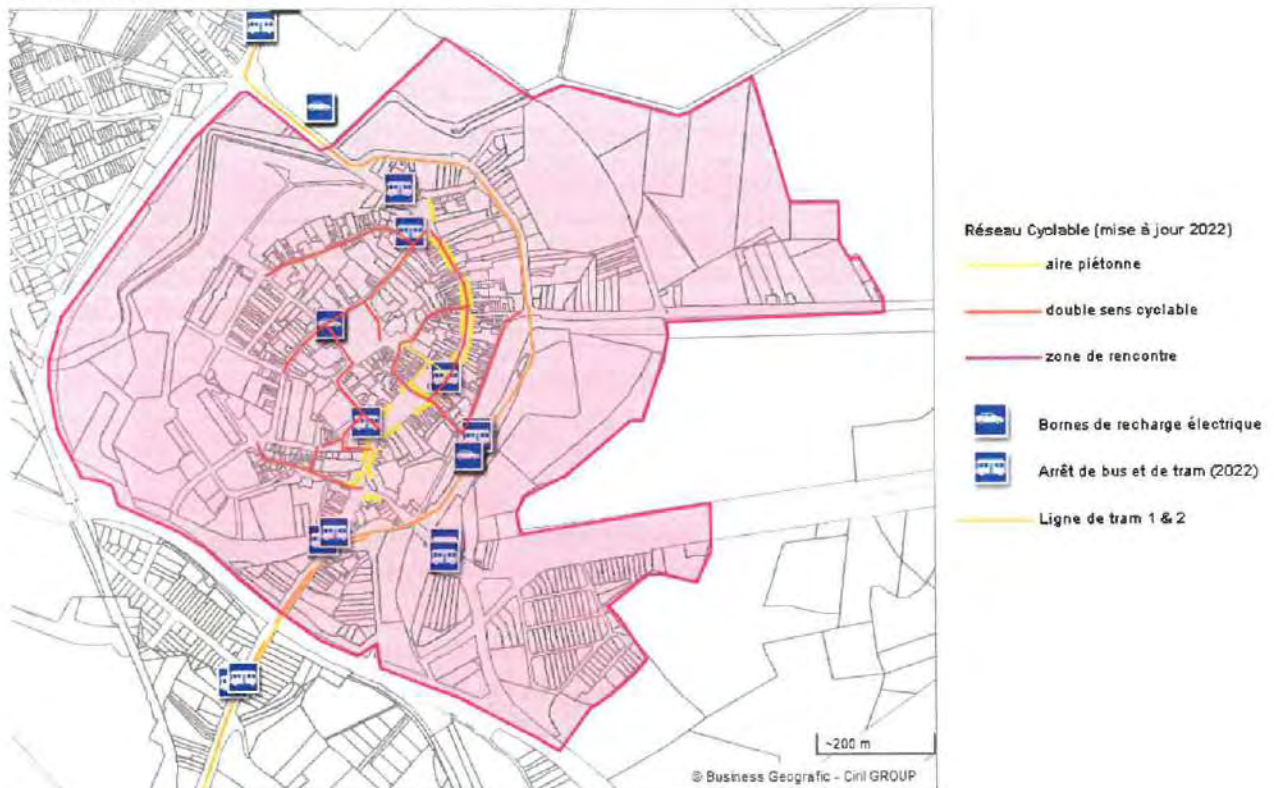 Réseau Cyclable (mise à jour 2022)
aire piétonne
double sens cyclable
zone de rencontre
Bornes de recharge électrique
Arrêt de bus et de tram (2022)
Ligne de tram 1 & 2
~200 m
© Business Geografic - Ciril GROUP